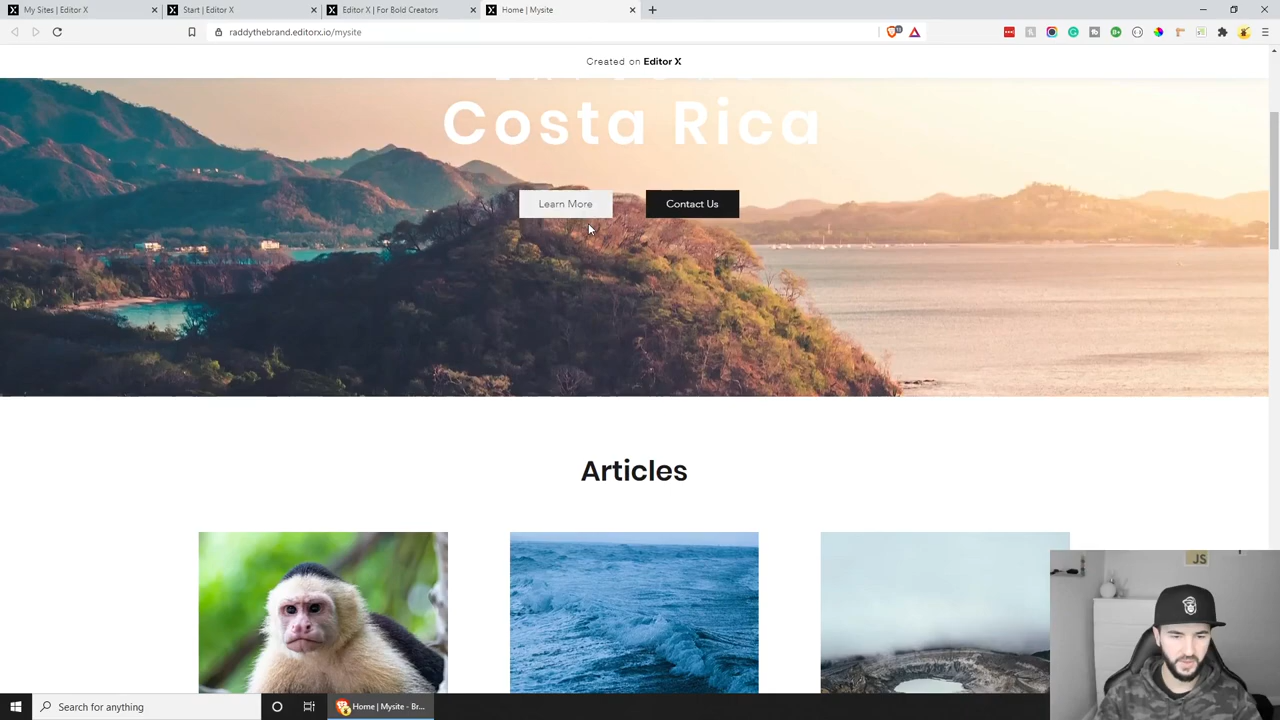 My Sites | Editor X
Start | Editor X
Editor X | For Bold Creators
Home | Mysite
raddythebrand.editorx.io/mysite
Created on Editor X
Costa Rica
Learn More
Contact Us
Articles
JS
Search for anything
Home | Mysite - Br...